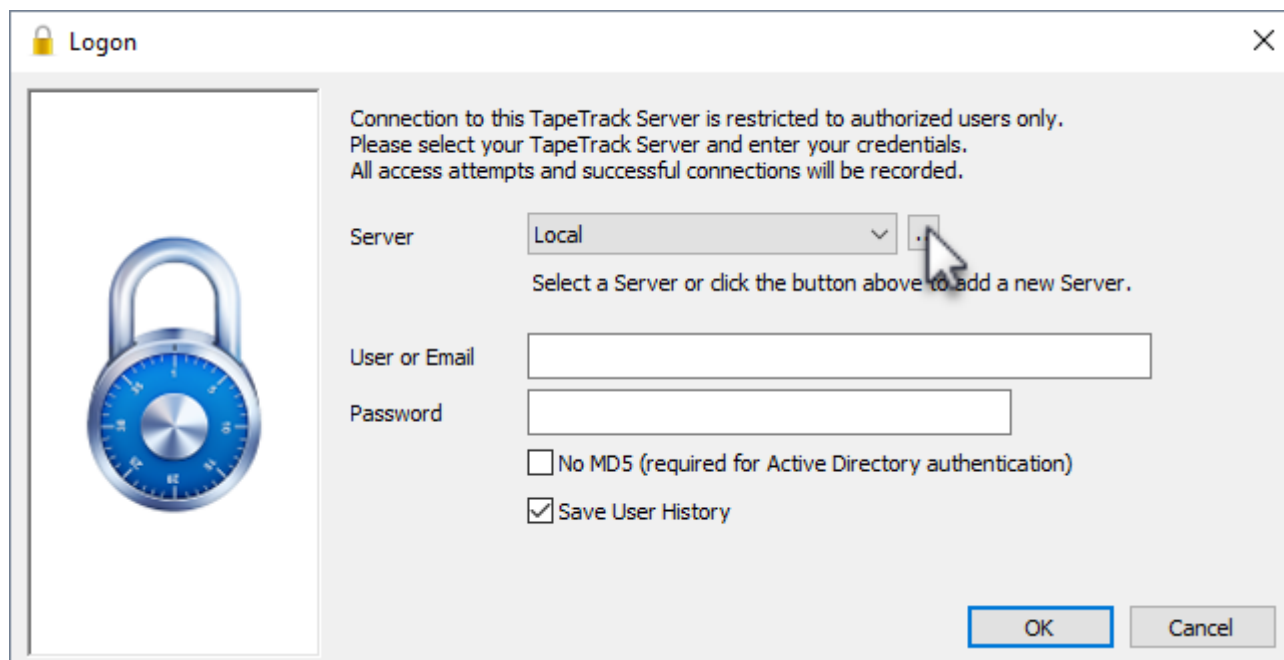 Logon
Connection to this TapeTrack Server is restricted to authorized users only.
Please select your TapeTrack Server and enter your credentials.
All access attempts and successful connections will be recorded.
Server Local
Select a Server or click the button above to add a new Server.
User or Email
Password
No MD5 (required for Active Directory authentication)
Save User History
OK Cancel